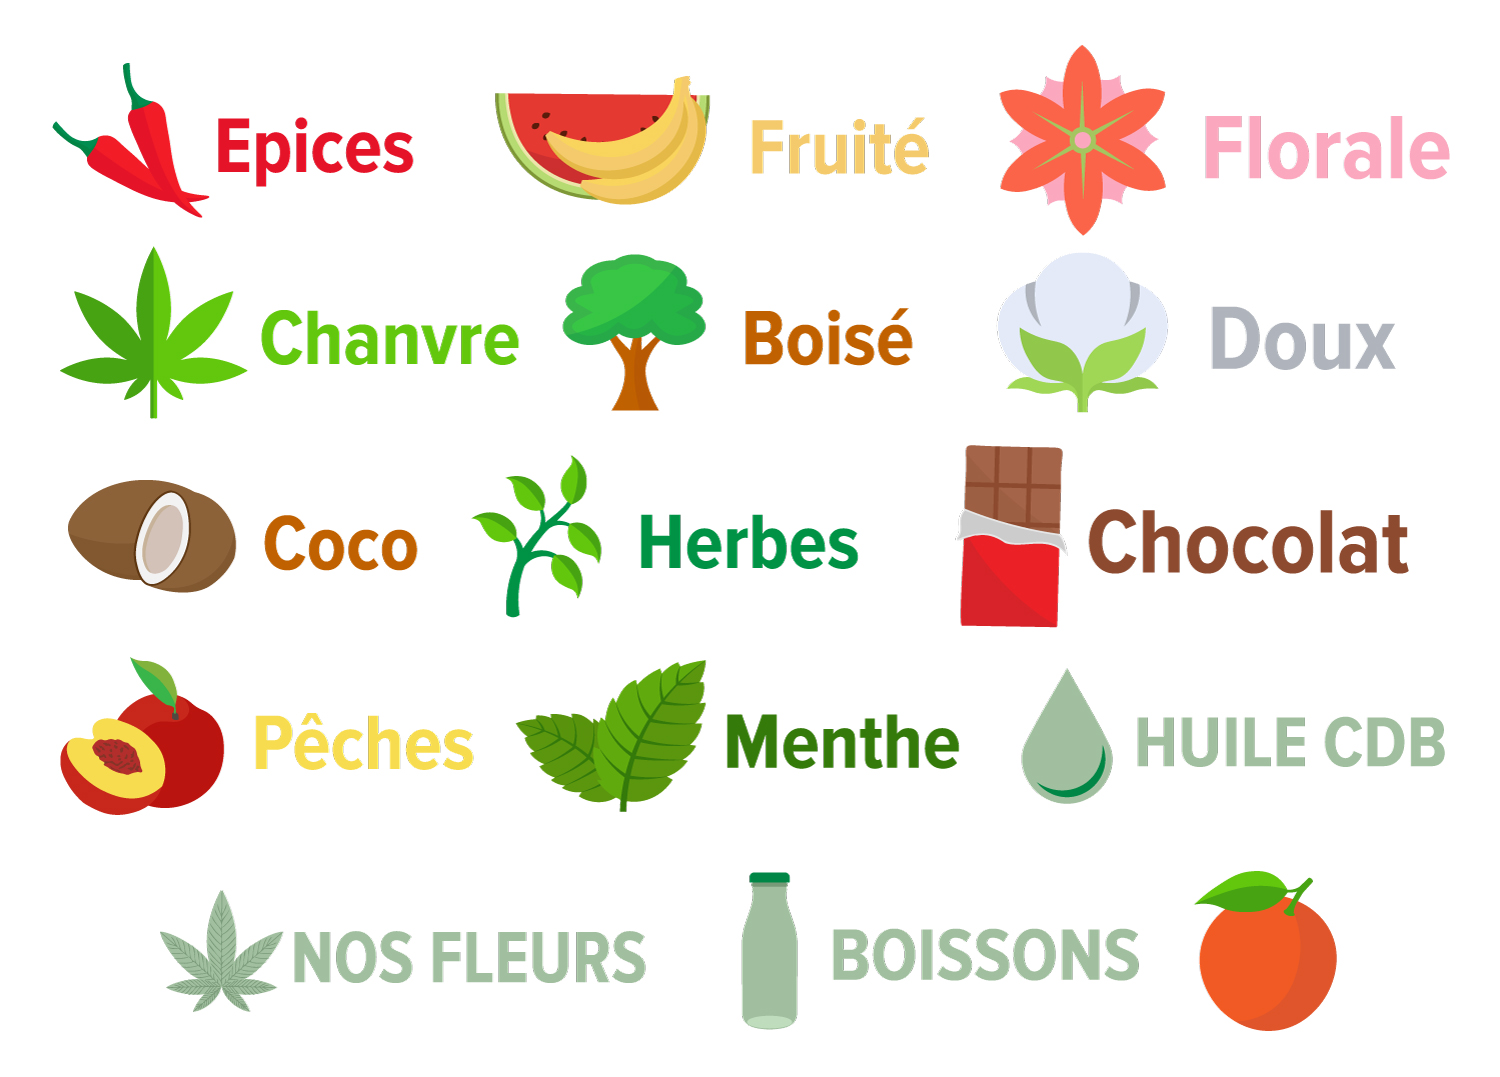 Epices
Fruité
Florale
Chanvre
Boisé
Doux
Coco
Herbes
Chocolat
Pêches
Menthe
HUILE CDB
NOS FLEURS
BOISSONS